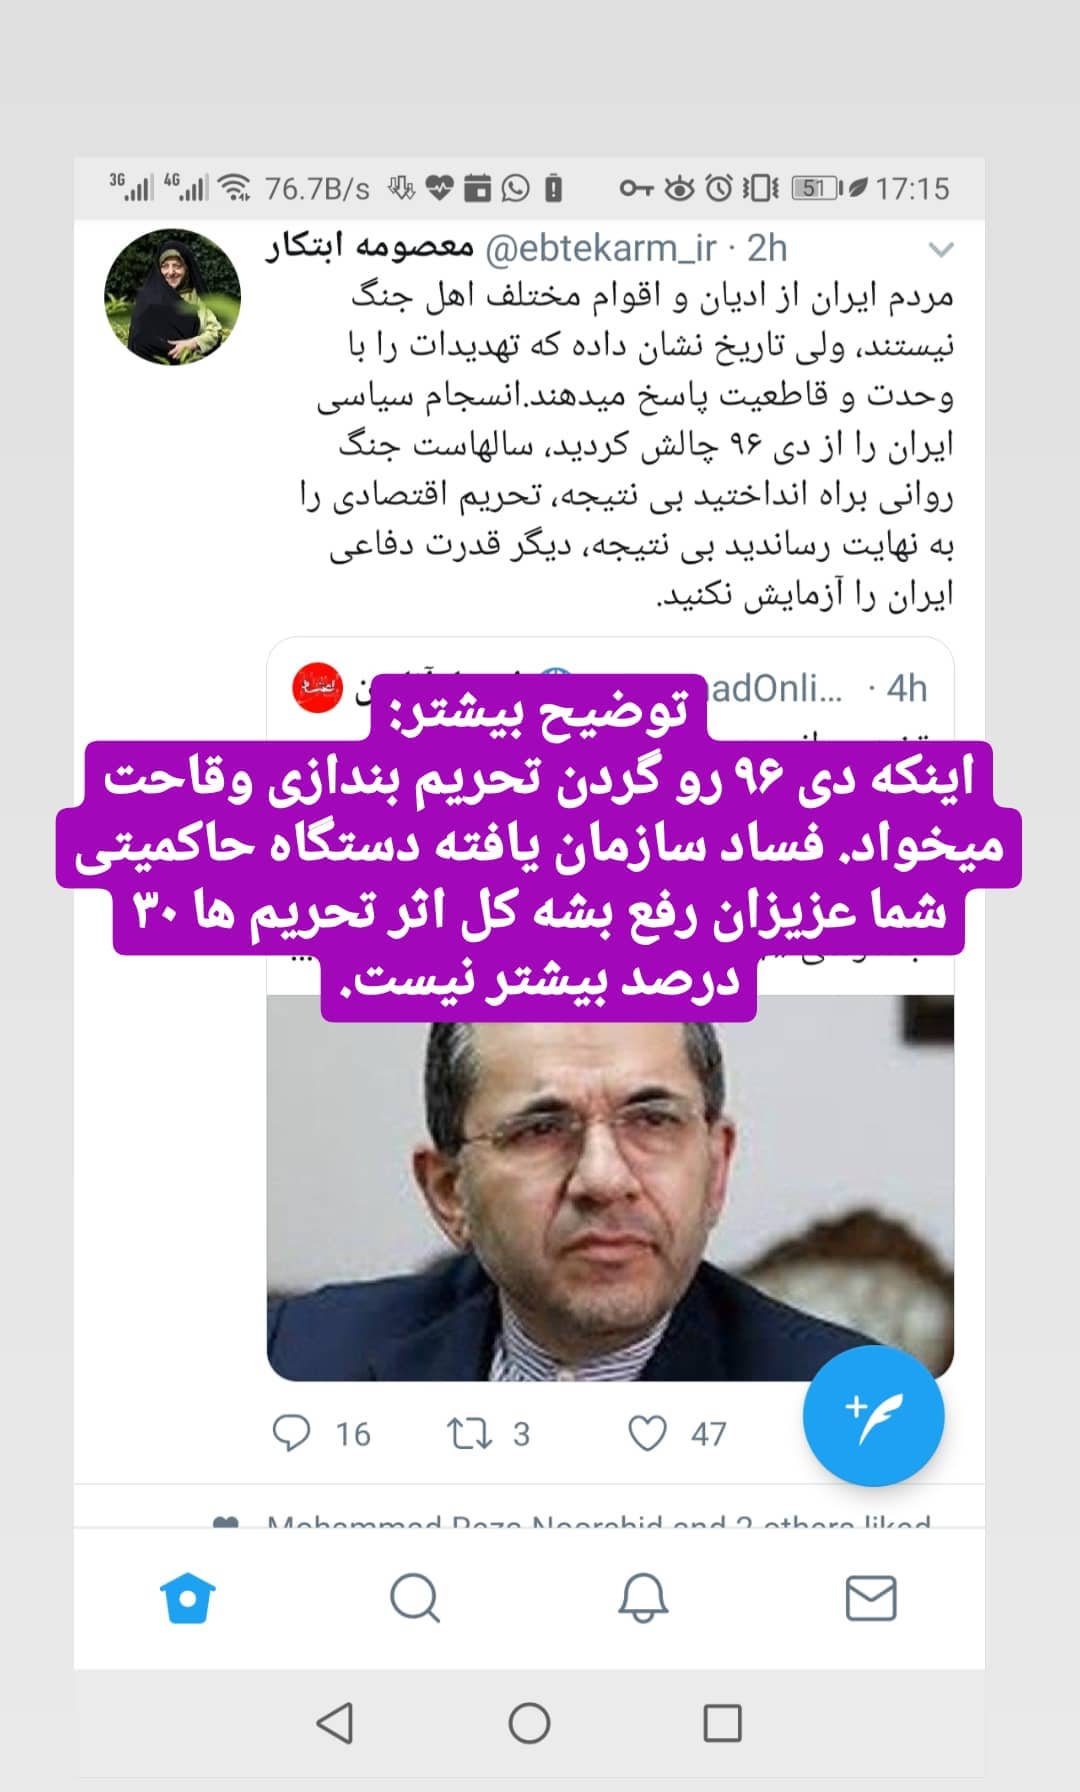 3G 4G 76.7B/s 51 17:15
معصومه ابتکار @ebtekarm_ir · 2h
مردم ایران از ادیان و اقوام مختلف اهل جنگ
نیستند، ولی تاریخ نشان داده که تهدیدات را با
وحدت و قاطعیت پاسخ میدهند.انسجام سیاسی
ایران را از دی ۹۶ چالش کردید، سالهاست جنگ
روانی براه انداختید بی نتیجه، تحریم اقتصادی را
به نهایت رساندید بی نتیجه، دیگر قدرت دفاعی
ایران را آزمایش نکنید.
adOnli... · 4h
توضیح بیشتر:
اینکه دی ۹۶ رو گردن تحریم بندازی وقاحت
میخواد. فساد سازمان یافته دستگاه حاکمیتی
شما عزیزان رفع بشه کل اثر تحریم ها ۳۰
درصد بیشتر نیست.
16 3 47
Mohammad Reza Noorshid and 2 others liked